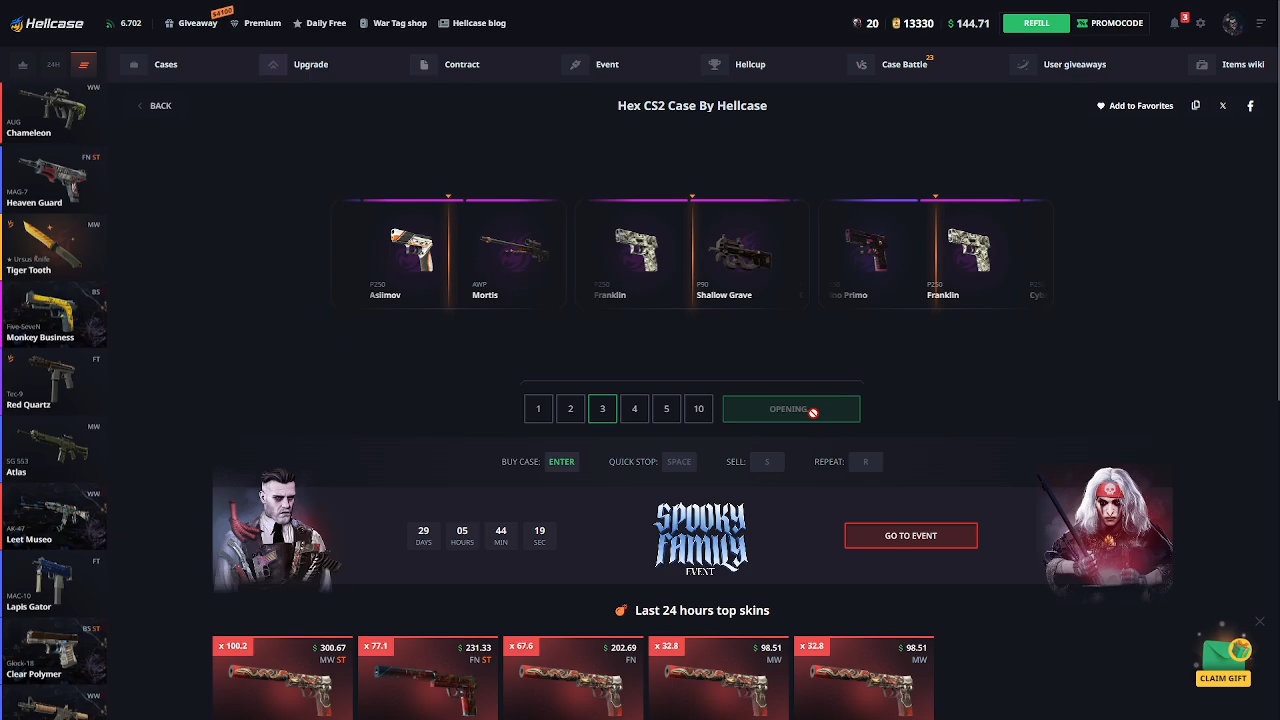 Hellcase
6.702
Giveaway
$4100
Premium
Daily Free
War Tag shop
Hellcase blog
20
13330
$ 144.71
REFILL
PROMOCODE
3
24H
Cases
Upgrade
Contract
Event
Hellcup
Case Battle
23
User giveaways
Items wiki
BACK
Hex CS2 Case By Hellcase
Add to Favorites
WW
AUG
Chameleon
FN ST
MAG-7
Heaven Guard
MW
★ Ursus Knife
Tiger Tooth
BS
Five-SeveN
Monkey Business
FT
Tec-9
Red Quartz
MW
SG 553
Atlas
WW
AK-47
Leet Museo
FT
MAC-10
Lapis Gator
BS ST
Glock-18
Clear Polymer
WW
P250
Asiimov
AWP
Mortis
P250
Franklin
P90
Shallow Grave
no Primo
P250
Franklin
P250
1
2
3
4
5
10
OPENING
BUY CASE: ENTER
QUICK STOP: SPACE
SELL: S
REPEAT: R
29
DAYS
05
HOURS
44
MIN
19
SEC
SPOOKY
FAMILY
EVENT
GO TO EVENT
Last 24 hours top skins
x 100.2
$ 300.67
MW ST
x 77.1
$ 231.33
FN ST
x 67.6
$ 202.69
FN
x 32.8
$ 98.51
MW
x 32.8
$ 98.51
MW
CLAIM GIFT